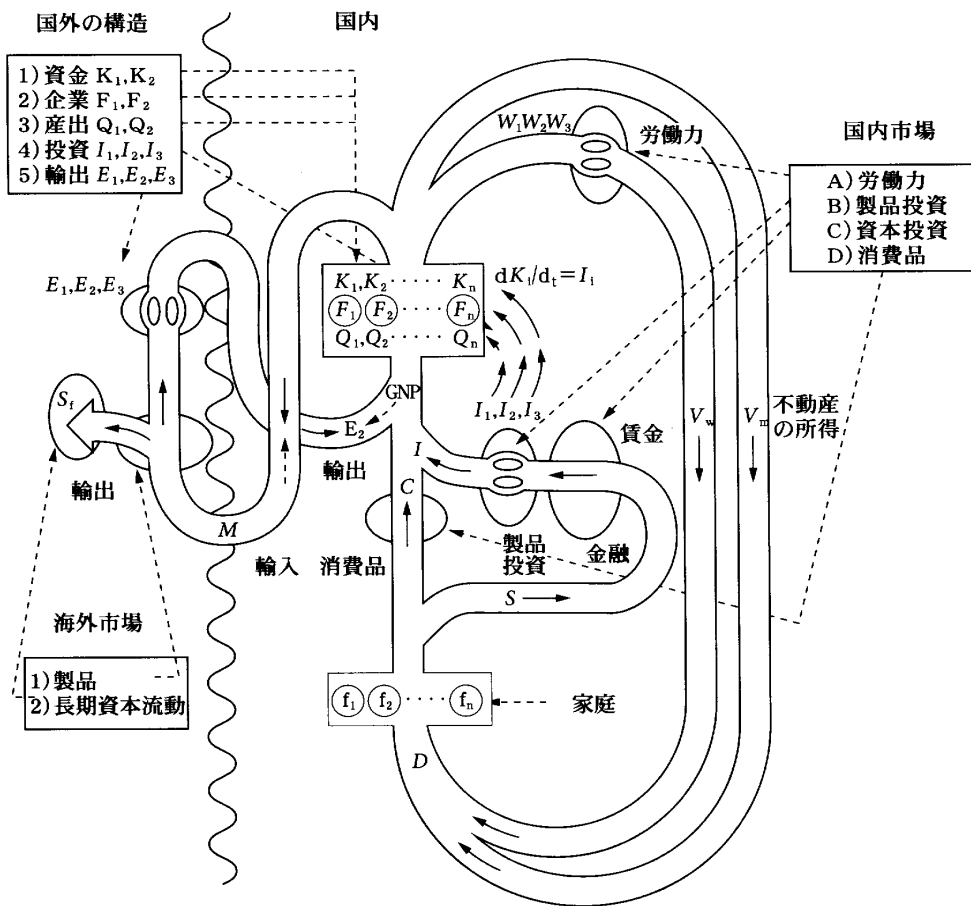 国外の構造
国内
1) 資金 K₁,K₂
2) 企業 F₁,F₂
3) 産出 Q₁,Q₂
4) 投資 I₁,I₂,I₃
5) 輸出 E₁,E₂,E₃
W₁W₂W₃
労働力
国内市場
A) 労働力
B) 製品投資
C) 資本投資
D) 消費品
E₁,E₂,E₃
K₁,K₂ ····· Kₙ
F₁ F₂ ···· Fₙ
Q₁,Q₂ ····· Qₙ
dKᵢ/dₜ=Iᵢ
GNP
I₁,I₂,I₃
S_f
E₂
輸出
輸出
I
C
賃金
V_w
V_m
不動産
の所得
M
輸入
消費品
製品
投資
金融
S
海外市場
1) 製品
2) 長期資本流動
f₁ f₂ ···· fₙ
家庭
D